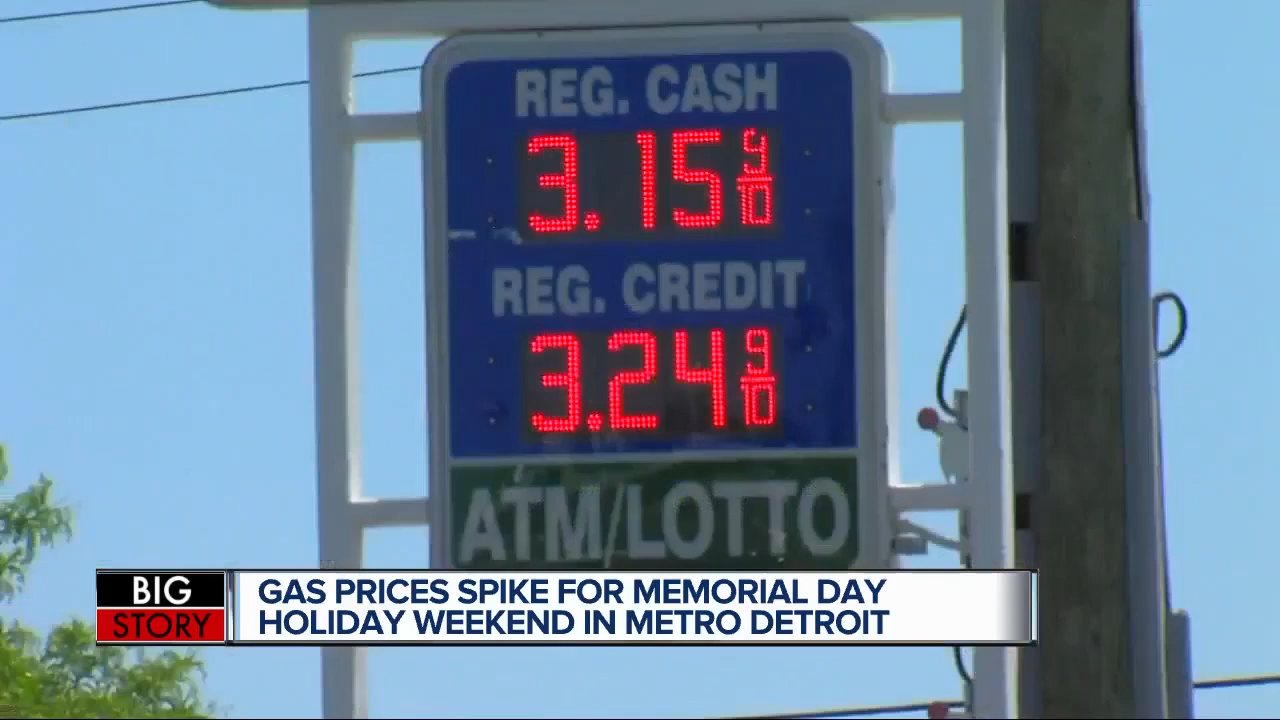 REG. CASH
3.15 9/10
REG. CREDIT
3.24 9/10
ATM/LOTTO
BIG
STORY
GAS PRICES SPIKE FOR MEMORIAL DAY
HOLIDAY WEEKEND IN METRO DETROIT